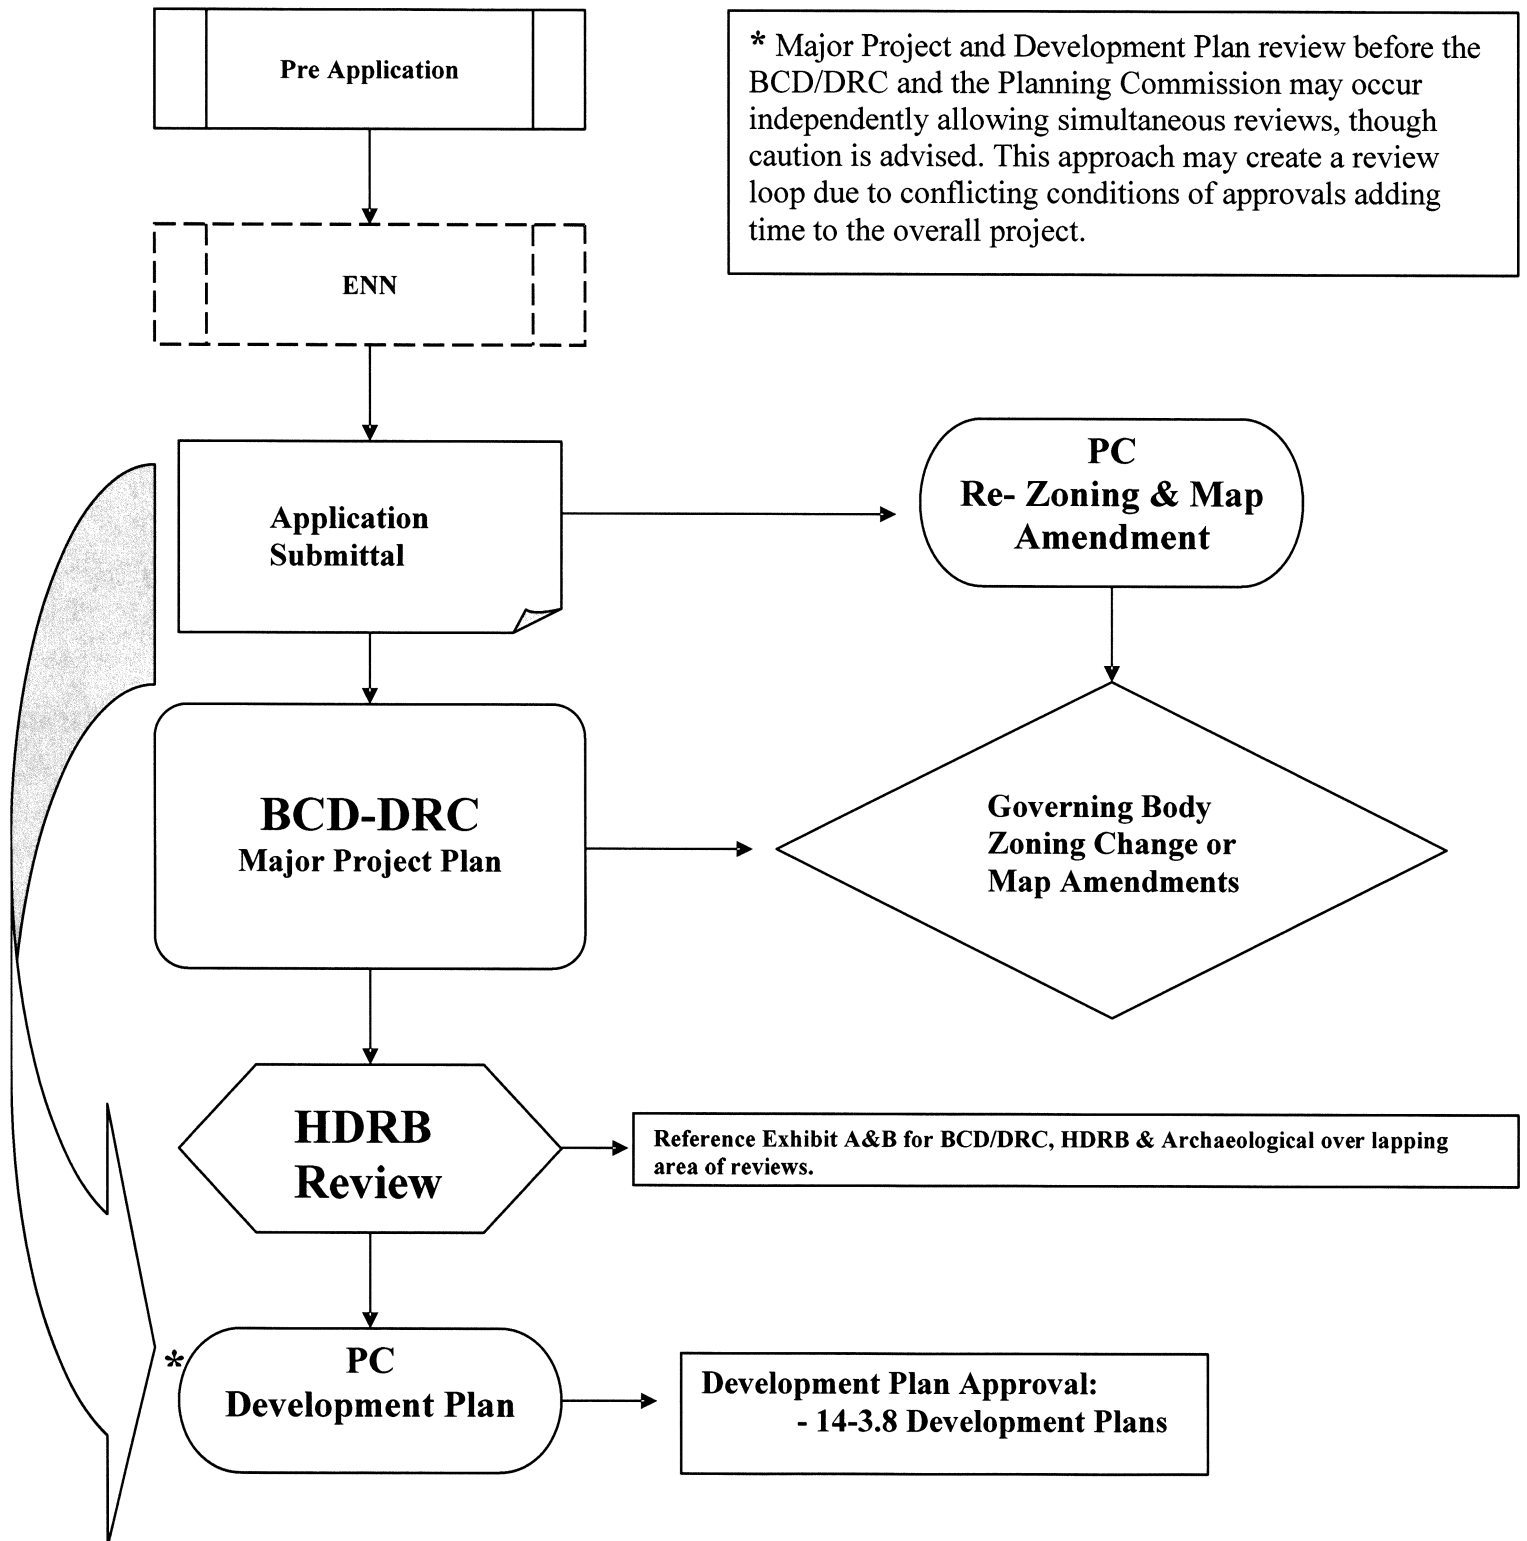 Pre Application
* Major Project and Development Plan review before the
BCD/DRC and the Planning Commission may occur
independently allowing simultaneous reviews, though
caution is advised. This approach may create a review
loop due to conflicting conditions of approvals adding
time to the overall project.
ENN
Application
Submittal
PC
Re- Zoning & Map
Amendment
BCD-DRC
Major Project Plan
Governing Body
Zoning Change or
Map Amendments
HDRB
Review
Reference Exhibit A&B for BCD/DRC, HDRB & Archaeological over lapping
area of reviews.
*
PC
Development Plan
Development Plan Approval:
- 14-3.8 Development Plans